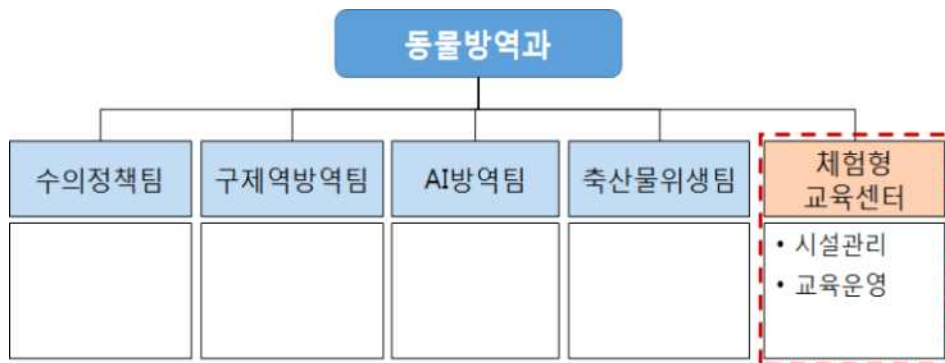 동물방역과
수의정책팀
구제역방역팀
AI방역팀
축산물위생팀
체험형
교육센터
• 시설관리
• 교육운영